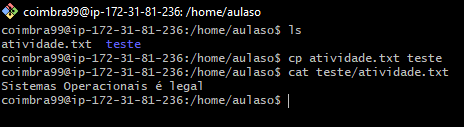 coimbra99@ip-172-31-81-236: /home/aulaso
coimbra99@ip-172-31-81-236:/home/aulaso$ ls
atividade.txt  teste
coimbra99@ip-172-31-81-236:/home/aulaso$ cp atividade.txt teste
coimbra99@ip-172-31-81-236:/home/aulaso$ cat teste/atividade.txt
Sistemas Operacionais é legal
coimbra99@ip-172-31-81-236:/home/aulaso$